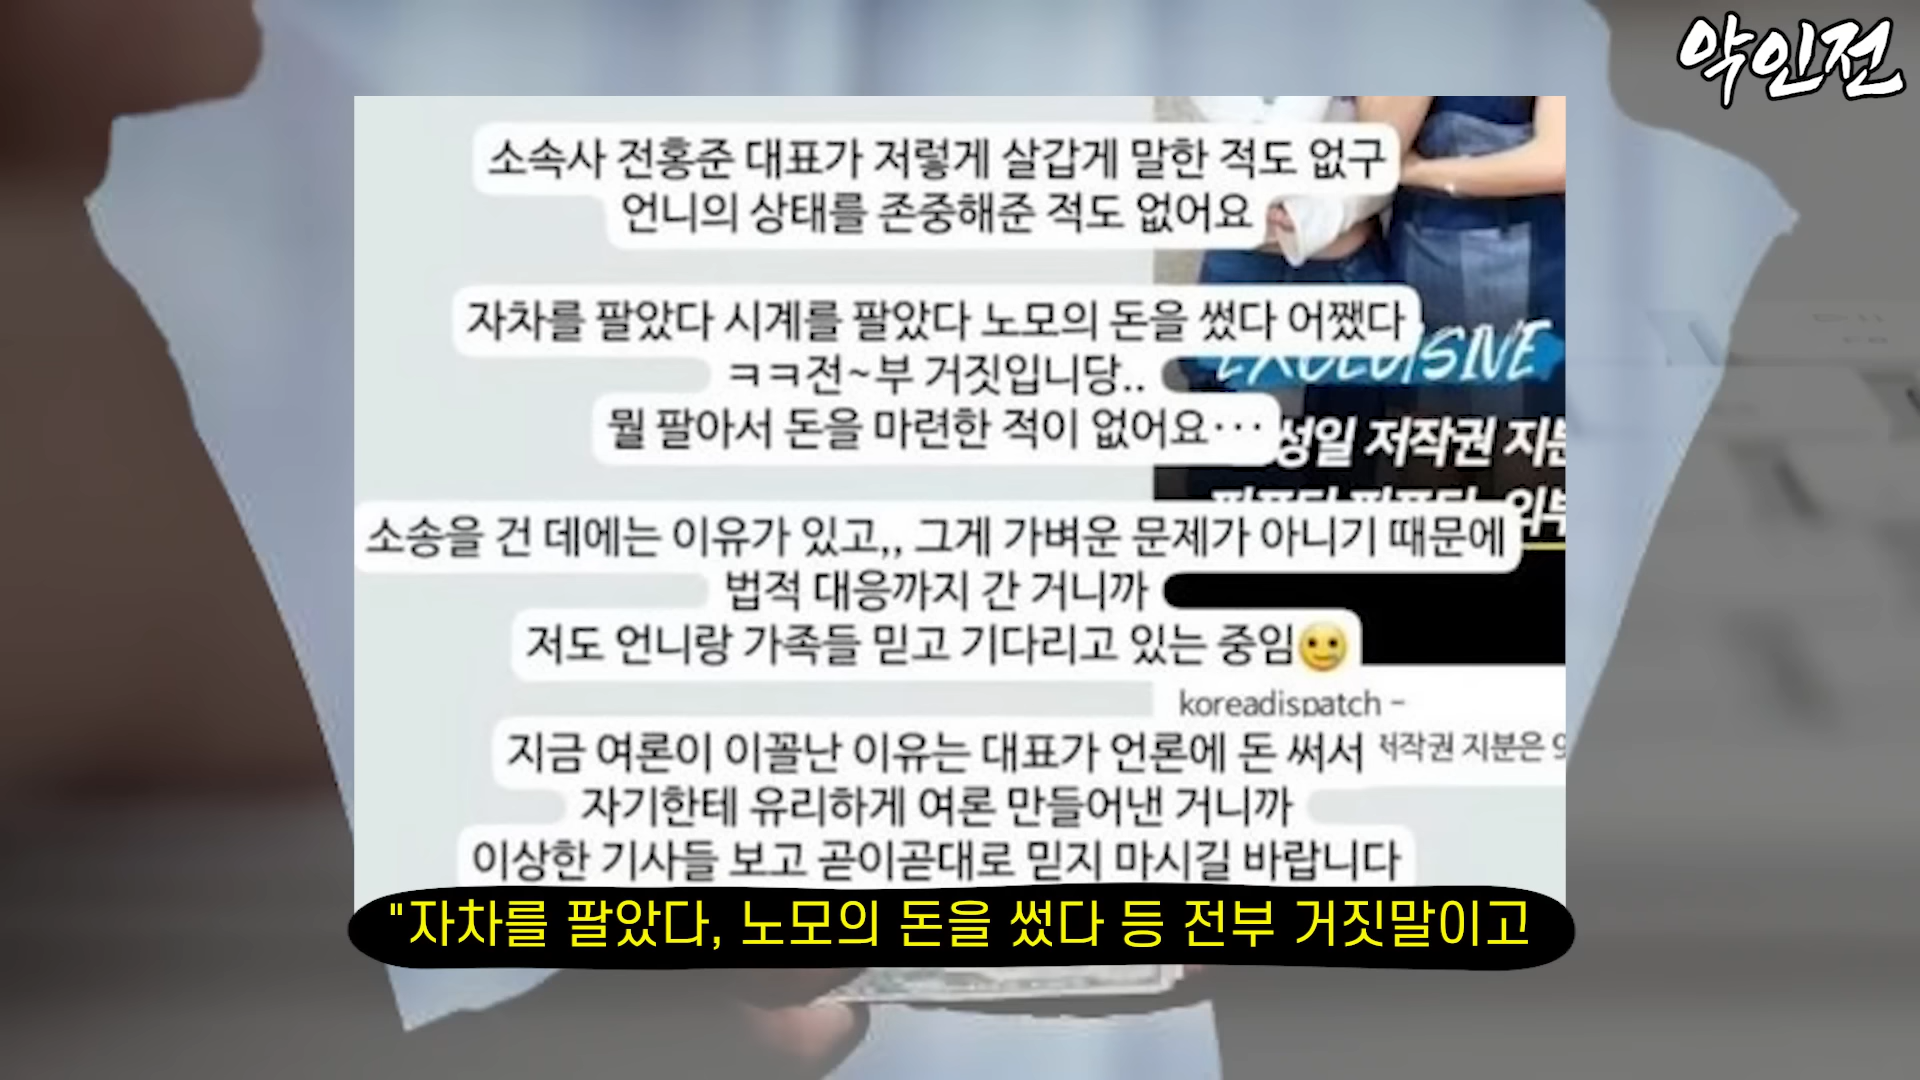 약인전
소속사 전홍준 대표가 저렇게 살갑게 말한 적도 없구
언니의 상태를 존중해준 적도 없어요
자차를 팔았다 시계를 팔았다 노모의 돈을 썼다 어쨌다
ㅋㅋ전~부 거짓입니당..
뭘 팔아서 돈을 마련한 적이 없어요···
EXCLUSIVE
성일 저작권 지분
소송을 건 데에는 이유가 있고,, 그게 가벼운 문제가 아니기 때문에
법적 대응까지 간 거니까
저도 언니랑 가족들 믿고 기다리고 있는 중임🥲
koreadispatch -
저작권 지분은 9
지금 여론이 이꼴난 이유는 대표가 언론에 돈 써서
자기한테 유리하게 여론 만들어낸 거니까
이상한 기사들 보고 곧이곧대로 믿지 마시길 바랍니다
"자차를 팔았다, 노모의 돈을 썼다 등 전부 거짓말이고